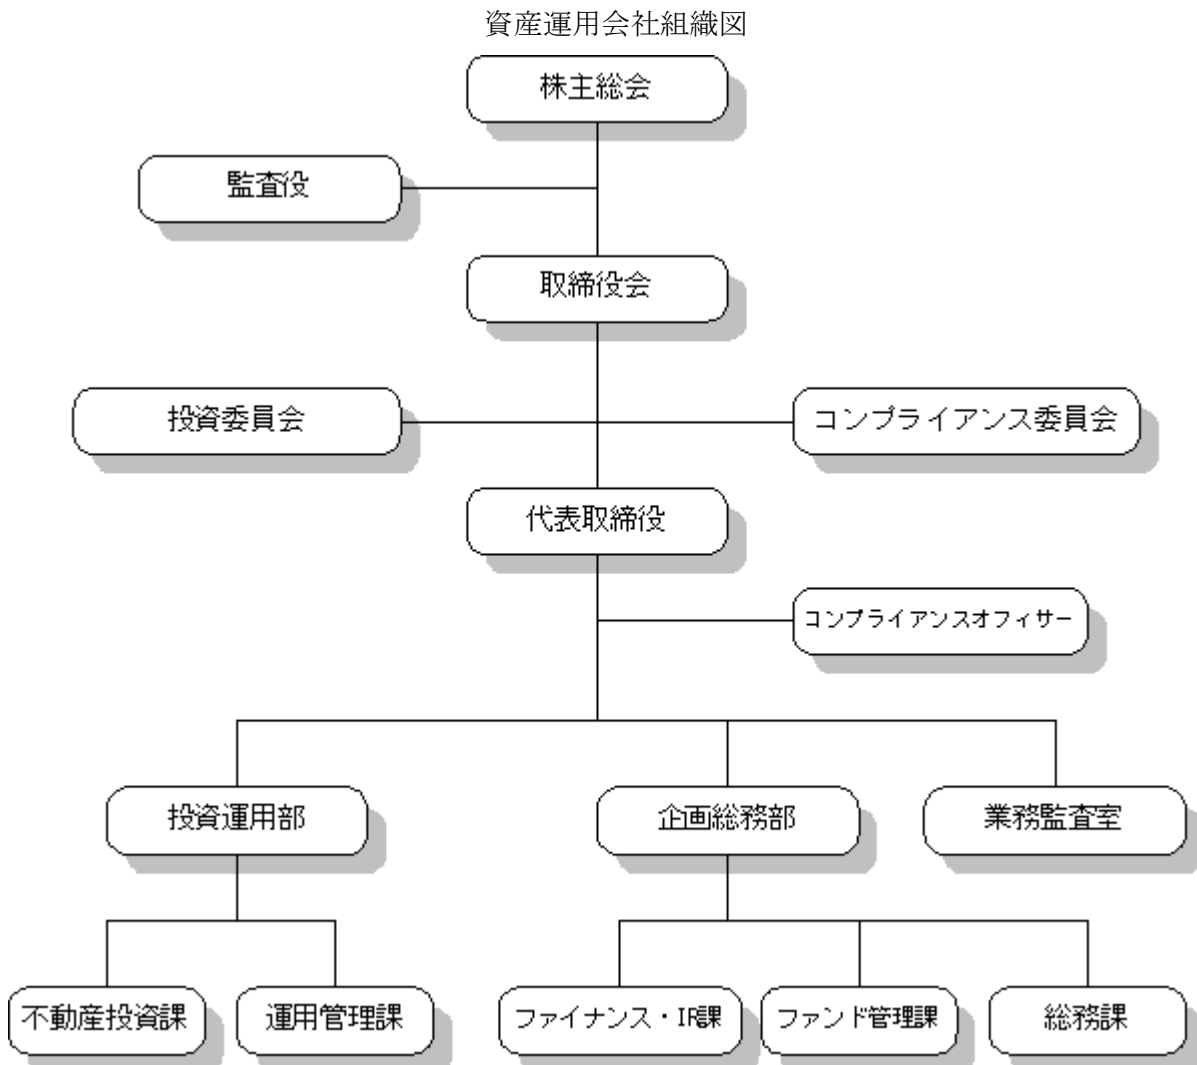 資産運用会社組織図
株主総会
監査役
取締役会
投資委員会
コンプライアンス委員会
代表取締役
コンプライアンスオフィサー
投資運用部
企画総務部
業務監査室
不動産投資課
運用管理課
ファイナンス・IR課
ファンド管理課
総務課